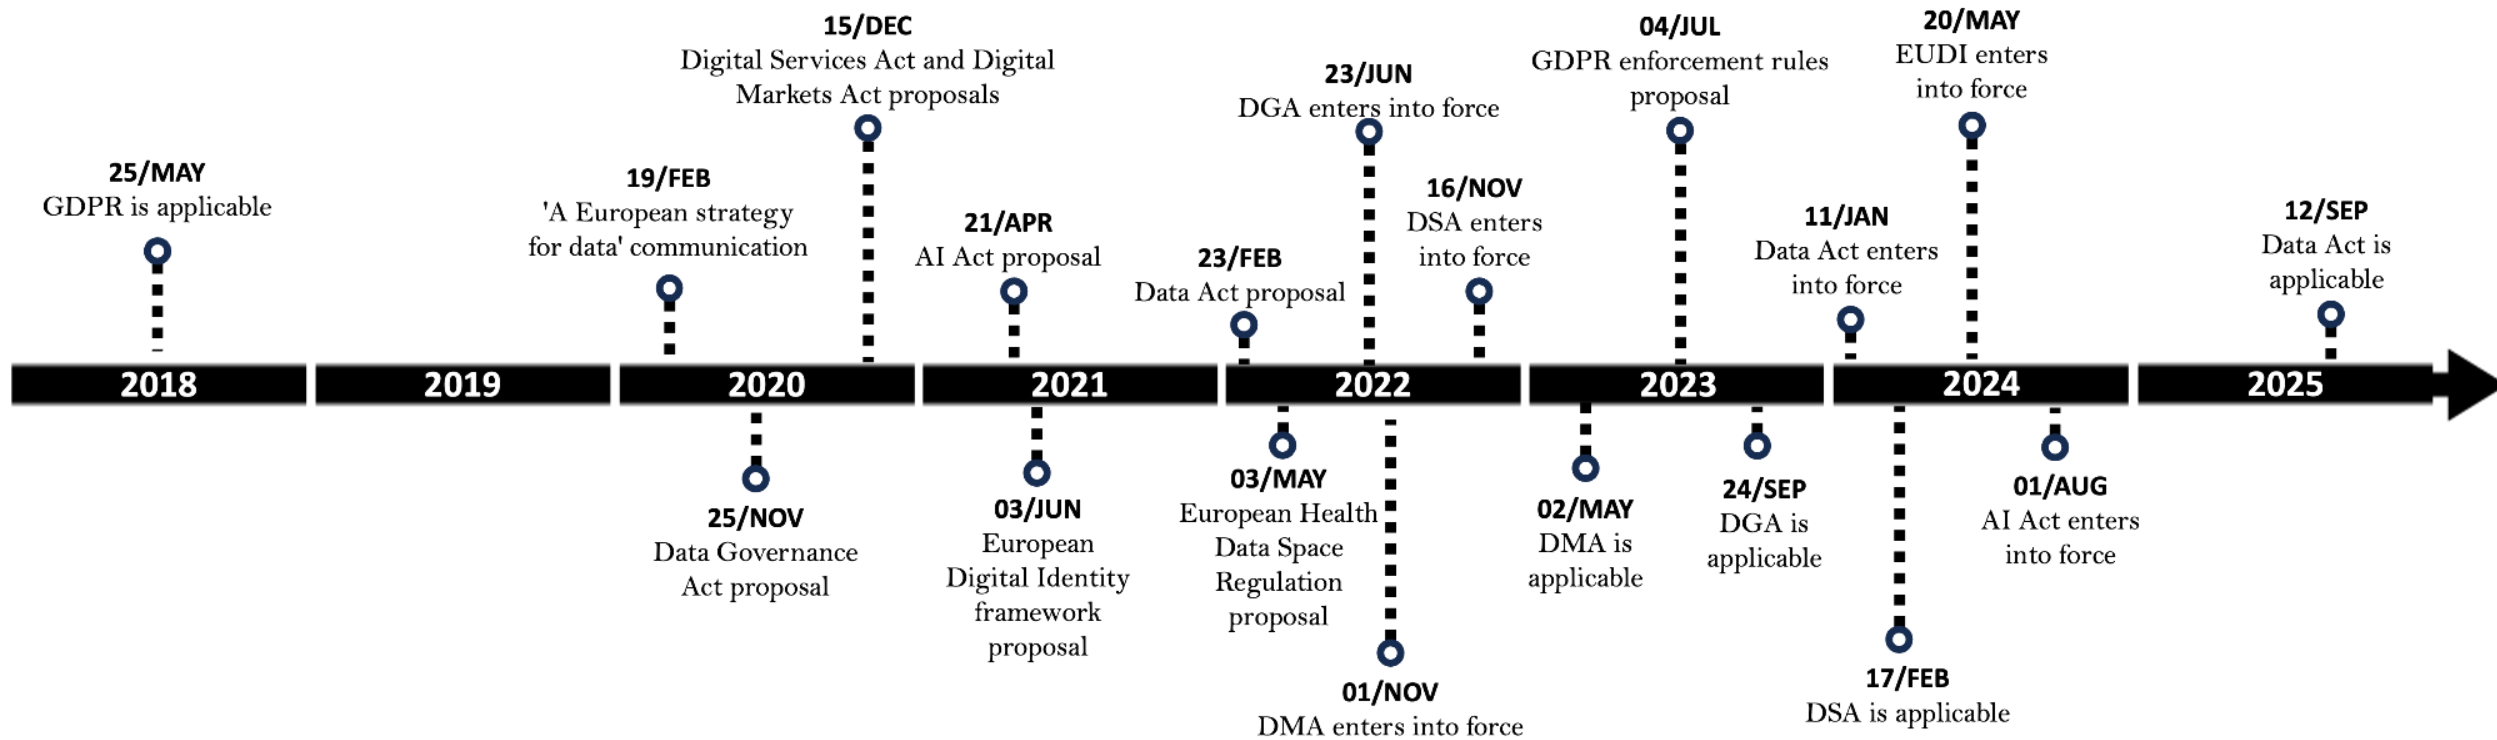 25/MAY
GDPR is applicable
19/FEB
'A European strategy
for data' communication
15/DEC
Digital Services Act and Digital
Markets Act proposals
21/APR
AI Act proposal
23/FEB
Data Act proposal
23/JUN
DGA enters into force
16/NOV
DSA enters
into force
04/JUL
GDPR enforcement rules
proposal
11/JAN
Data Act enters
into force
20/MAY
EUDI enters
into force
12/SEP
Data Act is
applicable
2018
2019
2020
2021
2022
2023
2024
2025
25/NOV
Data Governance
Act proposal
03/JUN
European
Digital Identity
framework
proposal
03/MAY
European Health
Data Space
Regulation
proposal
01/NOV
DMA enters into force
02/MAY
DMA is
applicable
24/SEP
DGA is
applicable
17/FEB
DSA is applicable
01/AUG
AI Act enters
into force